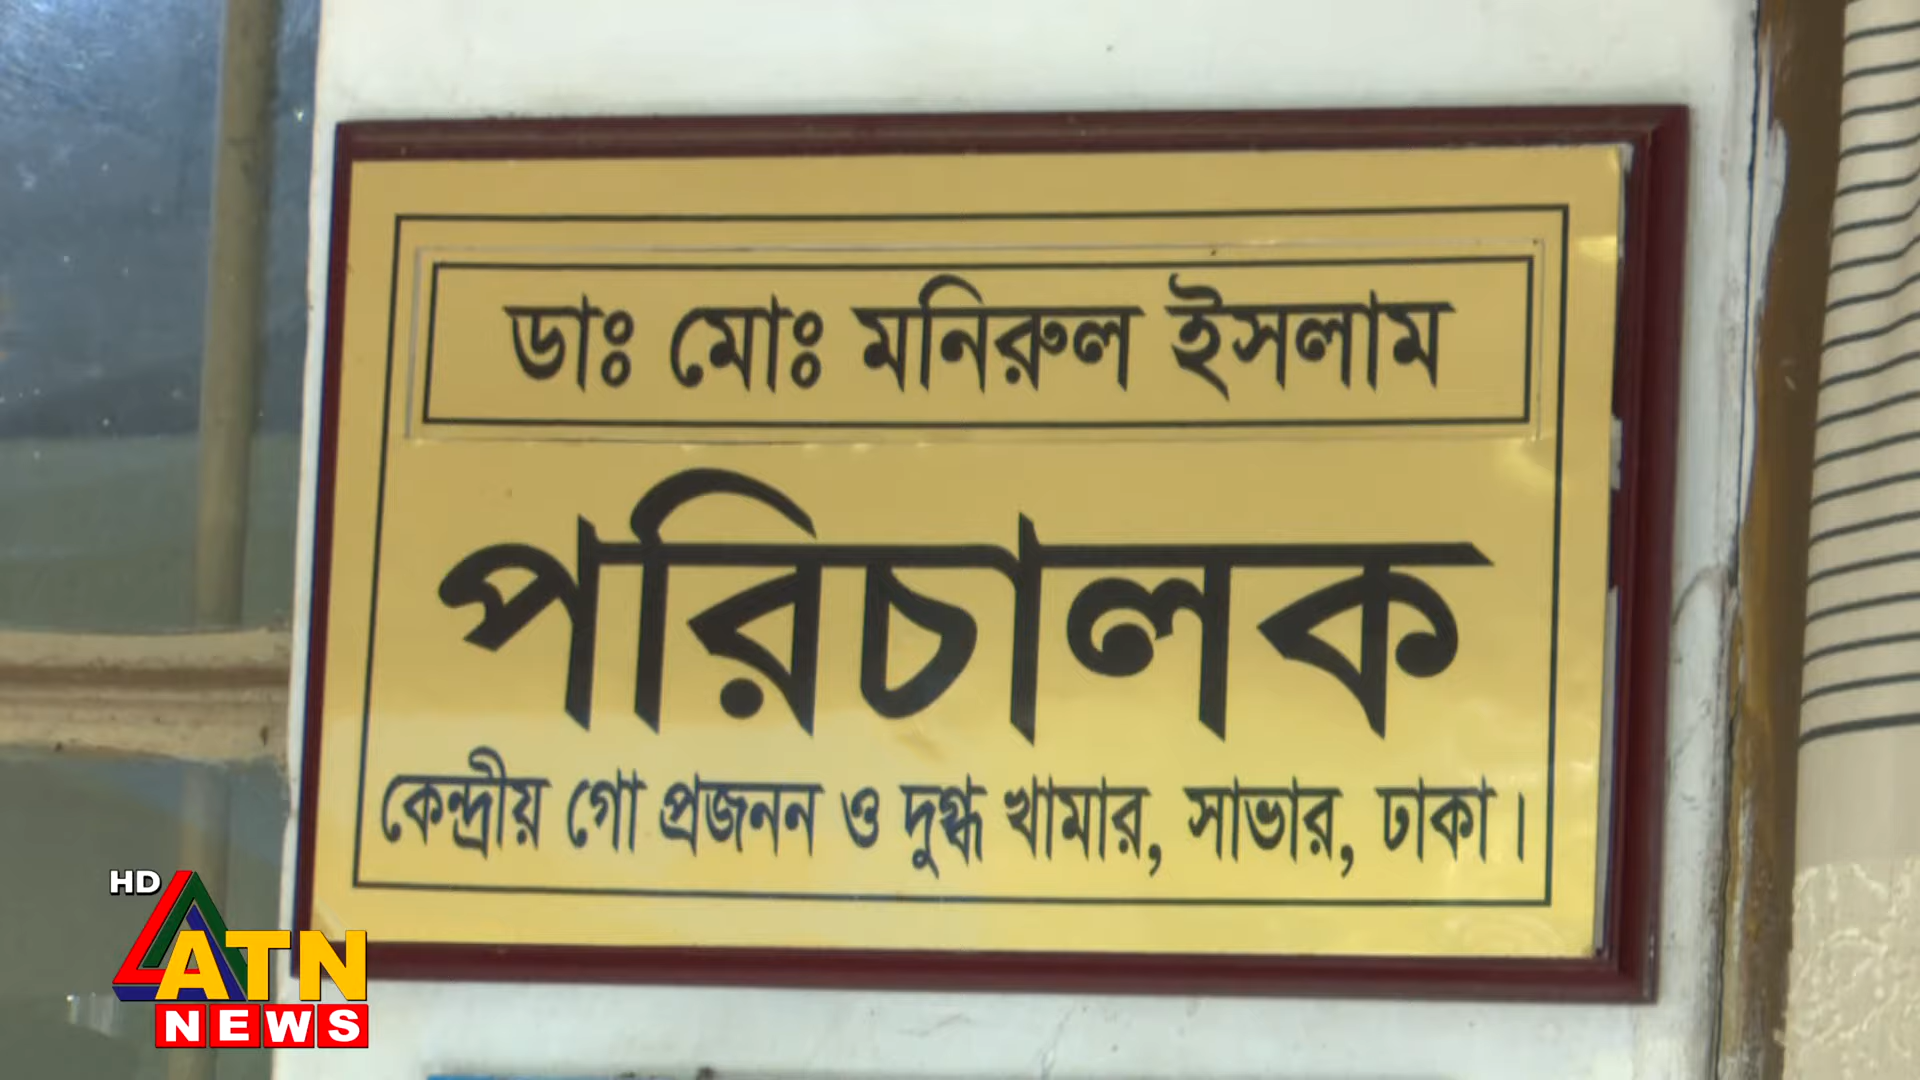 ডাঃ মোঃ মনিরুল ইসলাম
পরিচালক
কেন্দ্রীয় গো প্রজনন ও দুগ্ধ খামার, সাভার, ঢাকা।
HD
ATN
NEWS